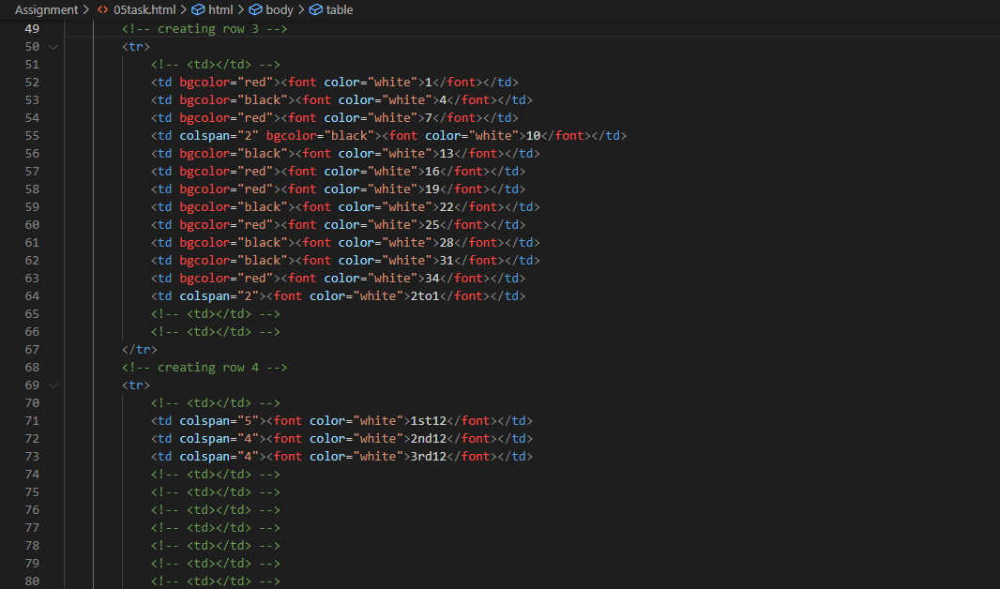 Assignment > <> 05task.html > html > body > table
49 <!-- creating row 3 -->
50 <tr>
51 <!-- <td></td> -->
52 <td bgcolor="red"><font color="white">1</font></td>
53 <td bgcolor="black"><font color="white">4</font></td>
54 <td bgcolor="red"><font color="white">7</font></td>
55 <td colspan="2" bgcolor="black"><font color="white">10</font></td>
56 <td bgcolor="black"><font color="white">13</font></td>
57 <td bgcolor="red"><font color="white">16</font></td>
58 <td bgcolor="red"><font color="white">19</font></td>
59 <td bgcolor="black"><font color="white">22</font></td>
60 <td bgcolor="red"><font color="white">25</font></td>
61 <td bgcolor="black"><font color="white">28</font></td>
62 <td bgcolor="black"><font color="white">31</font></td>
63 <td bgcolor="red"><font color="white">34</font></td>
64 <td colspan="2"><font color="white">2to1</font></td>
65 <!-- <td></td> -->
66 <!-- <td></td> -->
67 </tr>
68 <!-- creating row 4 -->
69 <tr>
70 <!-- <td></td> -->
71 <td colspan="5"><font color="white">1st12</font></td>
72 <td colspan="4"><font color="white">2nd12</font></td>
73 <td colspan="4"><font color="white">3rd12</font></td>
74 <!-- <td></td> -->
75 <!-- <td></td> -->
76 <!-- <td></td> -->
77 <!-- <td></td> -->
78 <!-- <td></td> -->
79 <!-- <td></td> -->
80 <!-- <td></td> -->